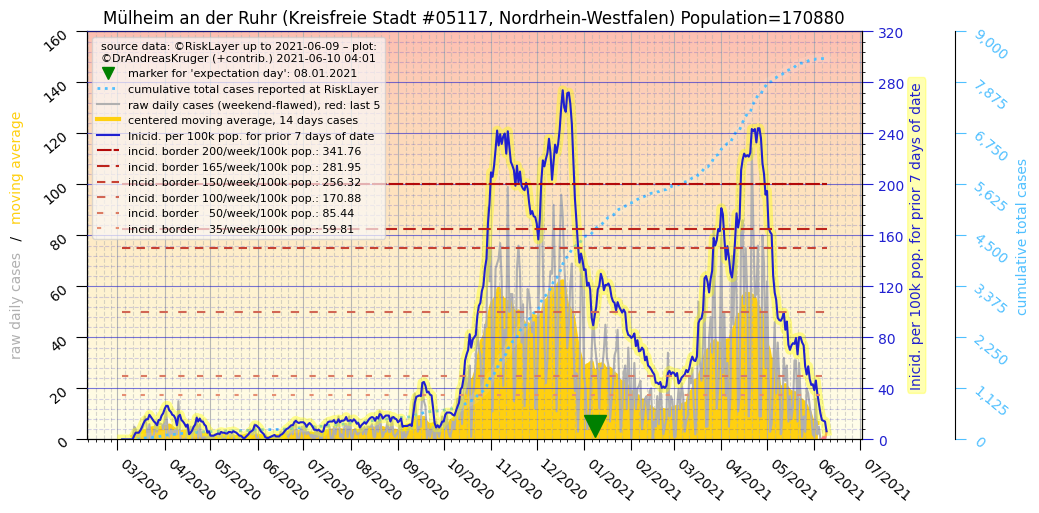 Mülheim an der Ruhr (Kreisfreie Stadt #05117, Nordrhein-Westfalen) Population=170880
source data: ©RiskLayer up to 2021-06-09 – plot:
©DrAndreasKruger (+contrib.) 2021-06-10 04:01
marker for 'expectation day': 08.01.2021
cumulative total cases reported at RiskLayer
raw daily cases (weekend-flawed), red: last 5
centered moving average, 14 days cases
Inicid. per 100k pop. for prior 7 days of date
incid. border 200/week/100k pop.: 341.76
incid. border 165/week/100k pop.: 281.95
incid. border 150/week/100k pop.: 256.32
incid. border 100/week/100k pop.: 170.88
incid. border   50/week/100k pop.: 85.44
incid. border   35/week/100k pop.: 59.81
raw daily cases   /   moving average
160
140
120
100
80
60
40
20
0
03/2020
04/2020
05/2020
06/2020
07/2020
08/2020
09/2020
10/2020
11/2020
12/2020
01/2021
02/2021
03/2021
04/2021
05/2021
06/2021
07/2021
320
280
240
200
160
120
80
40
0
Inicid. per 100k pop. for prior 7 days of date
9,000
7,875
6,750
5,625
4,500
3,375
2,250
1,125
0
cumulative total cases